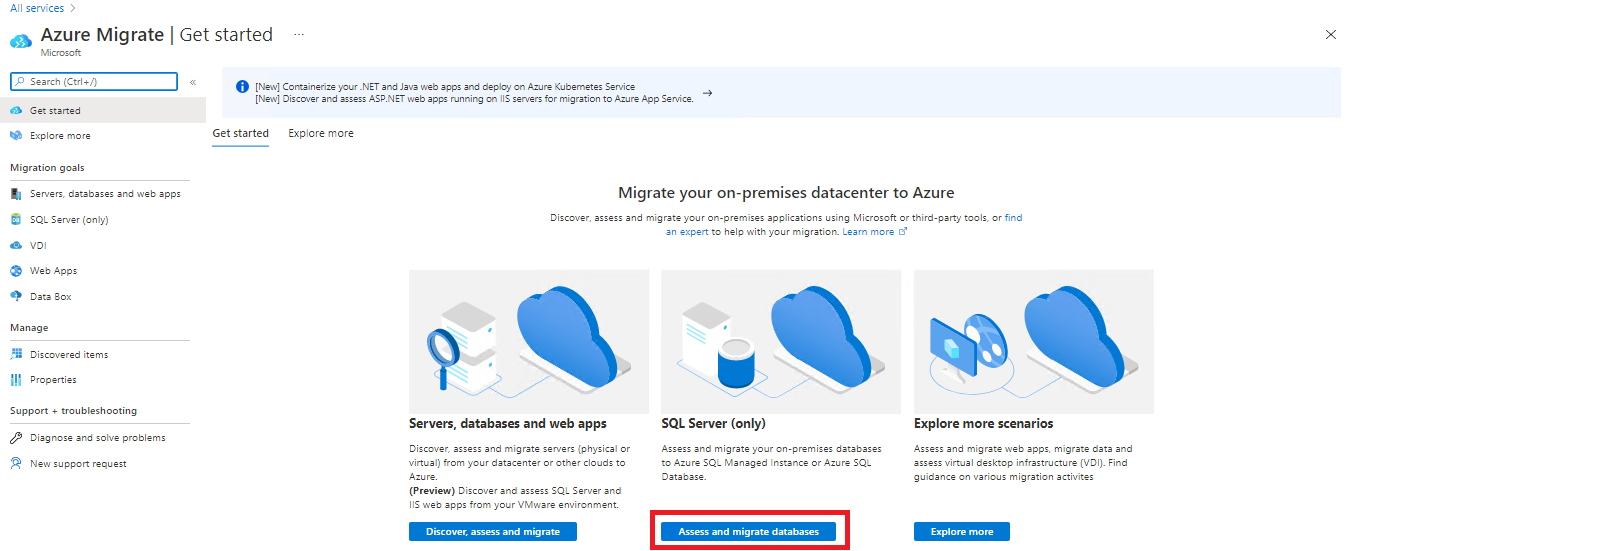 All services >
Azure Migrate | Get started ...
Microsoft
Search (Ctrl+/)
«
[New] Containerize your .NET and Java web apps and deploy on Azure Kubernetes Service
[New] Discover and assess ASP.NET web apps running on IIS servers for migration to Azure App Service. →
Get started
Explore more
Migration goals
Servers, databases and web apps
SQL Server (only)
VDI
Web Apps
Data Box
Manage
Discovered items
Properties
Support + troubleshooting
Diagnose and solve problems
New support request
Get started Explore more
Migrate your on-premises datacenter to Azure
Discover, assess and migrate your on-premises applications using Microsoft or third-party tools, or find
an expert to help with your migration. Learn more
Servers, databases and web apps
Discover, assess and migrate servers (physical or
virtual) from your datacenter or other clouds to
Azure.
(Preview) Discover and assess SQL Server and
IIS web apps from your VMware environment.
Discover, assess and migrate
SQL Server (only)
Assess and migrate your on-premises databases
to Azure SQL Managed Instance or Azure SQL
Database.
Assess and migrate databases
Explore more scenarios
Assess and migrate web apps, migrate data and
assess virtual desktop infrastructure (VDI). Find
guidance on various migration activites
Explore more